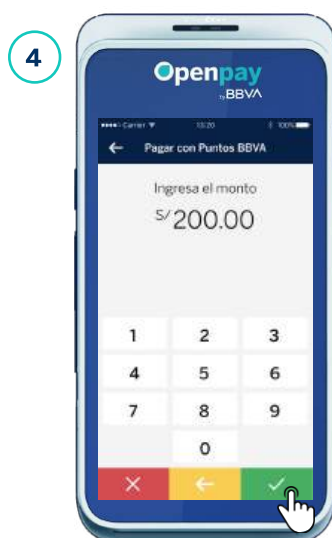 4
Openpay
by BBVA
Carrier 13:20 100%
Pagar con Puntos BBVA
Ingresa el monto
S/200.00
1 2 3
4 5 6
7 8 9
0